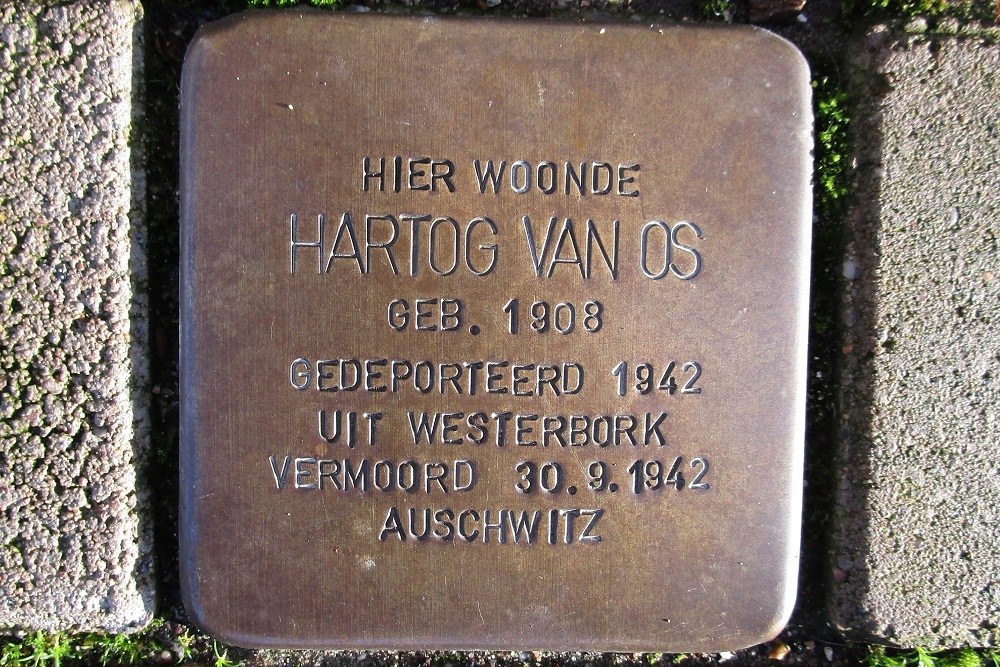 HIER WOONDE
HARTOG VAN OS
GEB. 1908
GEDEPORTEERD 1942
UIT WESTERBORK
VERMOORD 30.9.1942
AUSCHWITZ